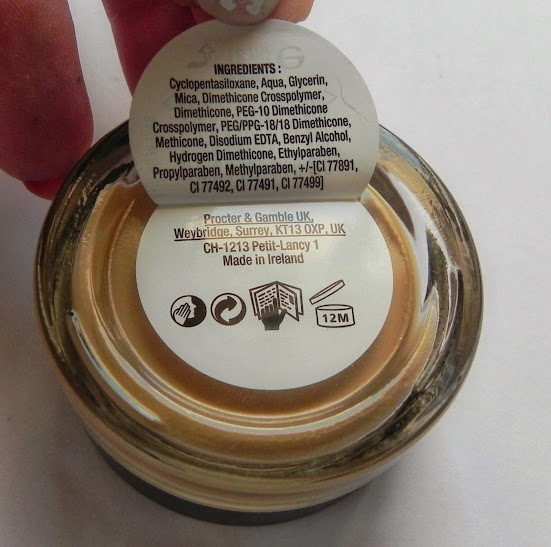 INGREDIENTS :
Cyclopentasiloxane, Aqua, Glycerin,
Mica, Dimethicone Crosspolymer,
Dimethicone, PEG-10 Dimethicone
Crosspolymer, PEG/PPG-18/18 Dimethicone,
Methicone, Disodium EDTA, Benzyl Alcohol,
Hydrogen Dimethicone, Ethylparaben,
Propylparaben, Methylparaben, +/-[CI 77891,
CI 77492, CI 77491, CI 77499]
Procter & Gamble UK,
Weybridge, Surrey, KT13 OXP, UK
CH-1213 Petit-Lancy 1
Made in Ireland
12M